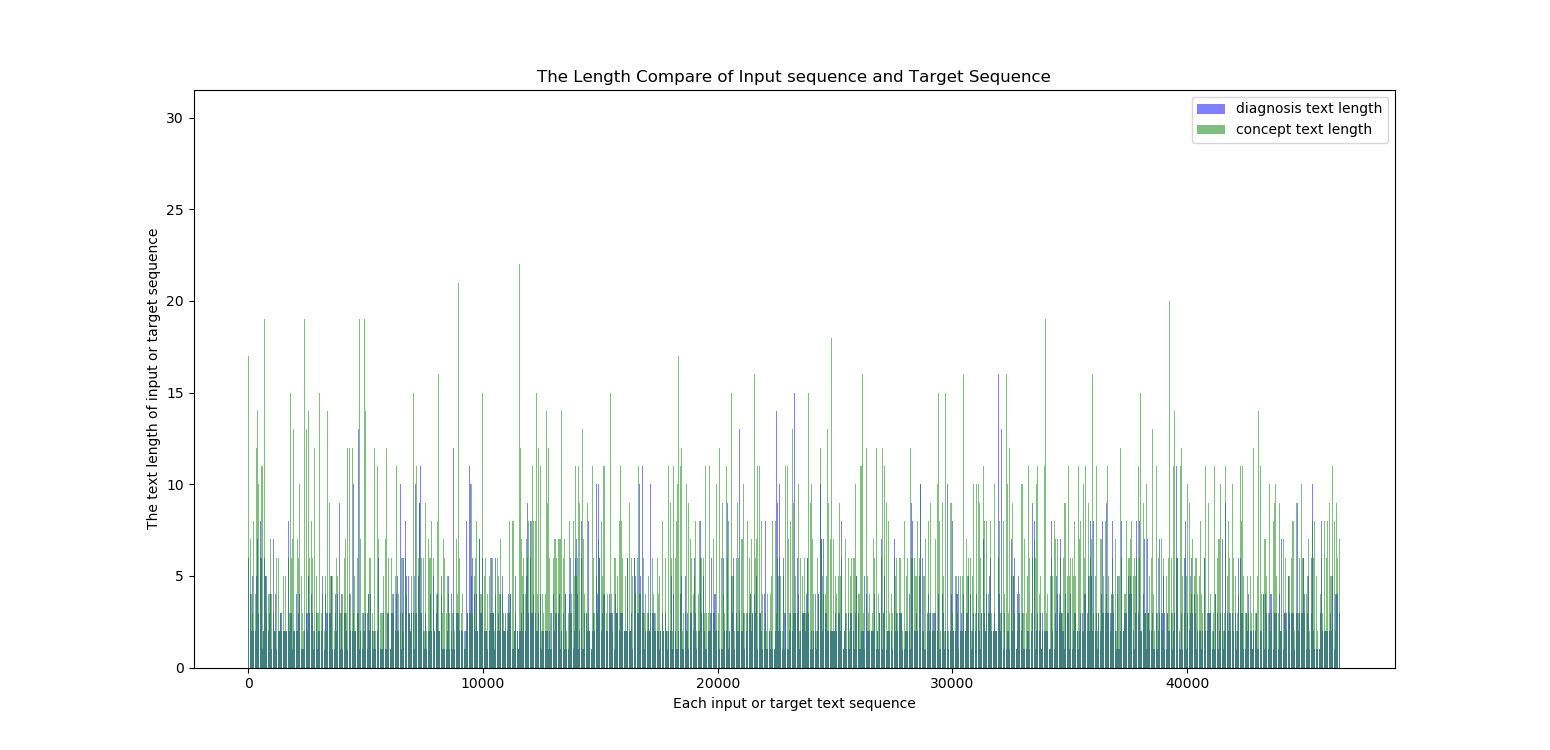 The Length Compare of Input sequence and Target Sequence
diagnosis text length
concept text length
The text length of input or target sequence
30
25
20
15
10
5
0
0 10000 20000 30000 40000
Each input or target text sequence